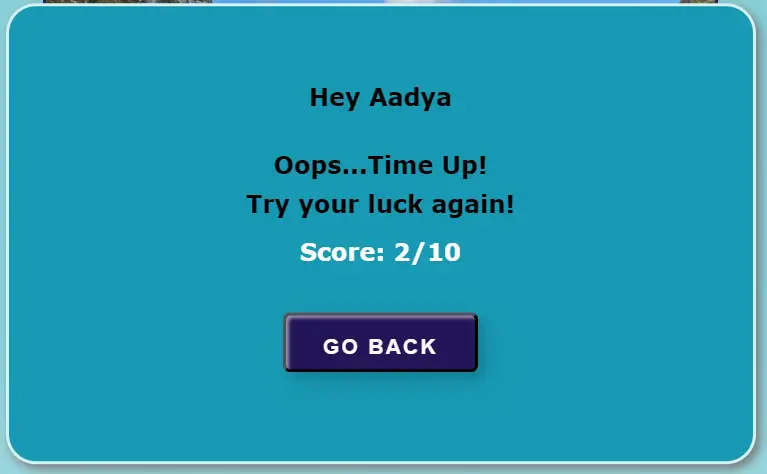 Hey Aadya
Oops...Time Up!
Try your luck again!
Score: 2/10
GO BACK